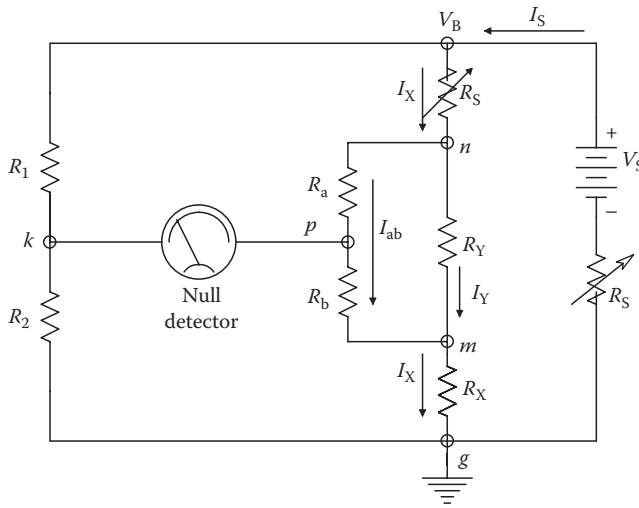 V_B
I_S
I_X
R_S
n
+
V_S
−
R_1
R_a
I_ab
k
p
R_Y
R_2
Null
detector
R_b
I_Y
R_S
m
I_X
R_X
g